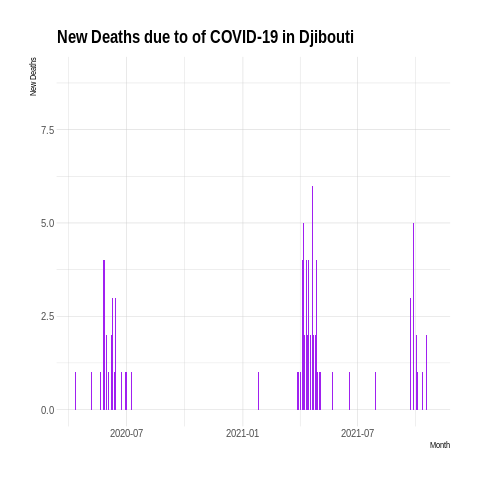 New Deaths due to of COVID-19 in Djibouti
New Deaths
7.5
5.0
2.5
0.0
2020-07 2021-01 2021-07
Month